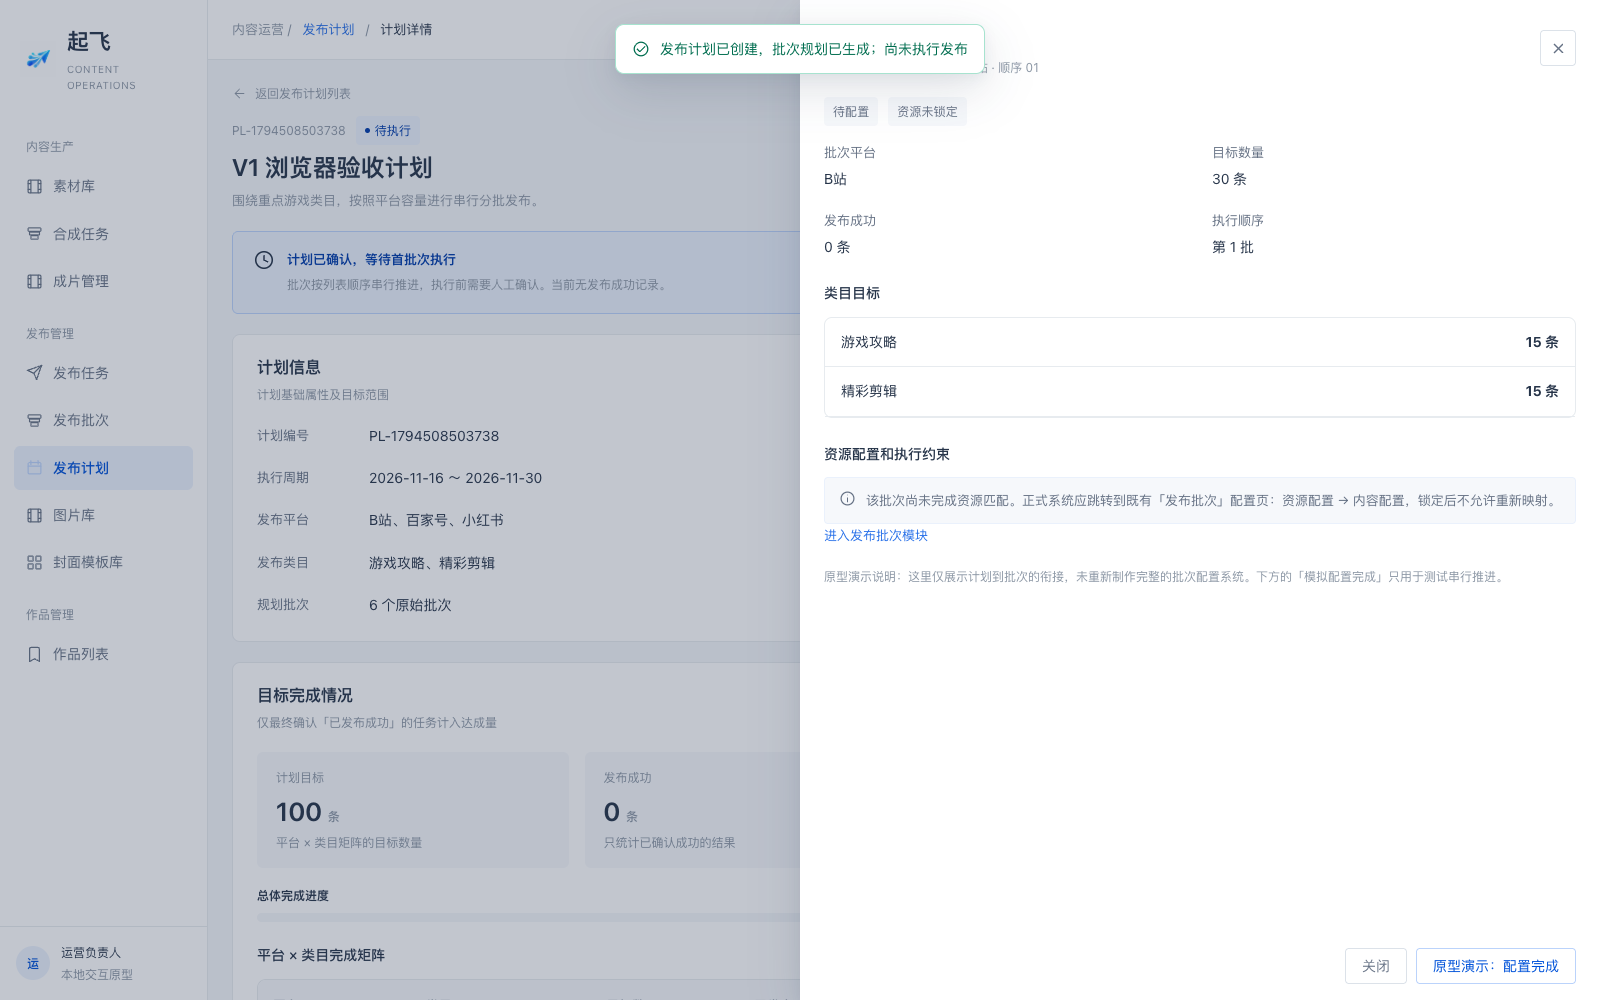 起飞
CONTENT
OPERATIONS
内容生产
素材库
合成任务
成片管理
发布管理
发布任务
发布批次
发布计划
图片库
封面模板库
作品管理
作品列表
运
运营负责人
本地交互原型
内容运营 / 发布计划 / 计划详情
返回发布计划列表
PL-1794508503738 待执行
V1 浏览器验收计划
围绕重点游戏类目，按照平台容量进行串行分批发布。
计划已确认，等待首批次执行
批次按列表顺序串行推进，执行前需要人工确认。当前无发布成功记录。
计划信息
计划基础属性及目标范围
计划编号 PL-1794508503738
执行周期 2026-11-16 ～ 2026-11-30
发布平台 B站、百家号、小红书
发布类目 游戏攻略、精彩剪辑
规划批次 6 个原始批次
目标完成情况
仅最终确认「已发布成功」的任务计入达成量
计划目标
100 条
平台 × 类目矩阵的目标数量
发布成功
0 条
只统计已确认成功的结果
总体完成进度
平台 × 类目完成矩阵
发布计划已创建，批次规划已生成；尚未执行发布
· 顺序 01
待配置 资源未锁定
批次平台
B站
目标数量
30 条
发布成功
0 条
执行顺序
第 1 批
类目目标
游戏攻略 15 条
精彩剪辑 15 条
资源配置和执行约束
该批次尚未完成资源匹配。正式系统应跳转到既有「发布批次」配置页：资源配置 → 内容配置，锁定后不允许重新映射。
进入发布批次模块
原型演示说明：这里仅展示计划到批次的衔接，未重新制作完整的批次配置系统。下方的「模拟配置完成」只用于测试串行推进。
关闭
原型演示：配置完成